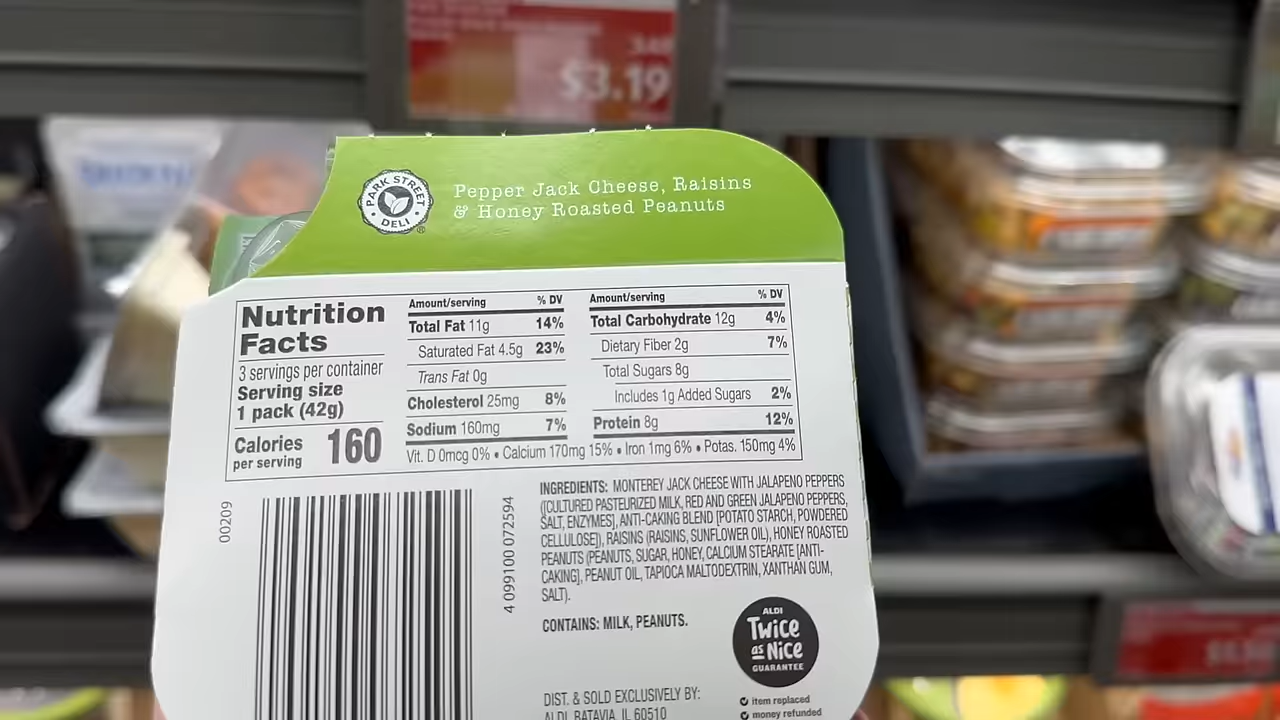 $3.19
PARK STREET
DELI
®
Pepper Jack Cheese, Raisins
& Honey Roasted Peanuts
Nutrition
Facts
3 servings per container
Serving size
1 pack (42g)
Calories
per serving
160
Amount/serving % DV
Total Fat 11g 14%
Saturated Fat 4.5g 23%
Trans Fat 0g
Cholesterol 25mg 8%
Sodium 160mg 7%
Amount/serving % DV
Total Carbohydrate 12g 4%
Dietary Fiber 2g 7%
Total Sugars 8g
Includes 1g Added Sugars 2%
Protein 8g 12%
Vit. D 0mcg 0% • Calcium 170mg 15% • Iron 1mg 6% • Potas. 150mg 4%
00209
4 099100 072594
INGREDIENTS: MONTEREY JACK CHEESE WITH JALAPENO PEPPERS
([CULTURED PASTEURIZED MILK, RED AND GREEN JALAPENO PEPPERS,
SALT, ENZYMES], ANTI-CAKING BLEND [POTATO STARCH, POWDERED
CELLULOSE]), RAISINS (RAISINS, SUNFLOWER OIL), HONEY ROASTED
PEANUTS (PEANUTS, SUGAR, HONEY, CALCIUM STEARATE [ANTI-
CAKING], PEANUT OIL, TAPIOCA MALTODEXTRIN, XANTHAN GUM,
SALT).
CONTAINS: MILK, PEANUTS.
ALDI
Twice
as Nice
GUARANTEE
item replaced
money refunded
DIST. & SOLD EXCLUSIVELY BY:
ALDI, BATAVIA, IL 60510